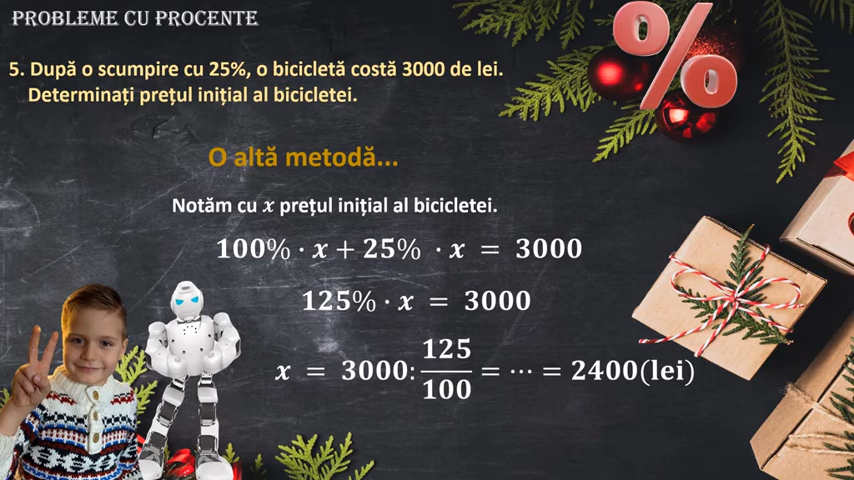 PROBLEME CU PROCENTE
%
5. După o scumpire cu 25%, o bicicletă costă 3000 de lei.
Determinați prețul inițial al bicicletei.
O altă metodă...
Notăm cu x prețul inițial al bicicletei.
100% · x + 25% · x = 3000
125% · x = 3000
x = 3000: 125/100 = ⋯ = 2400(lei)